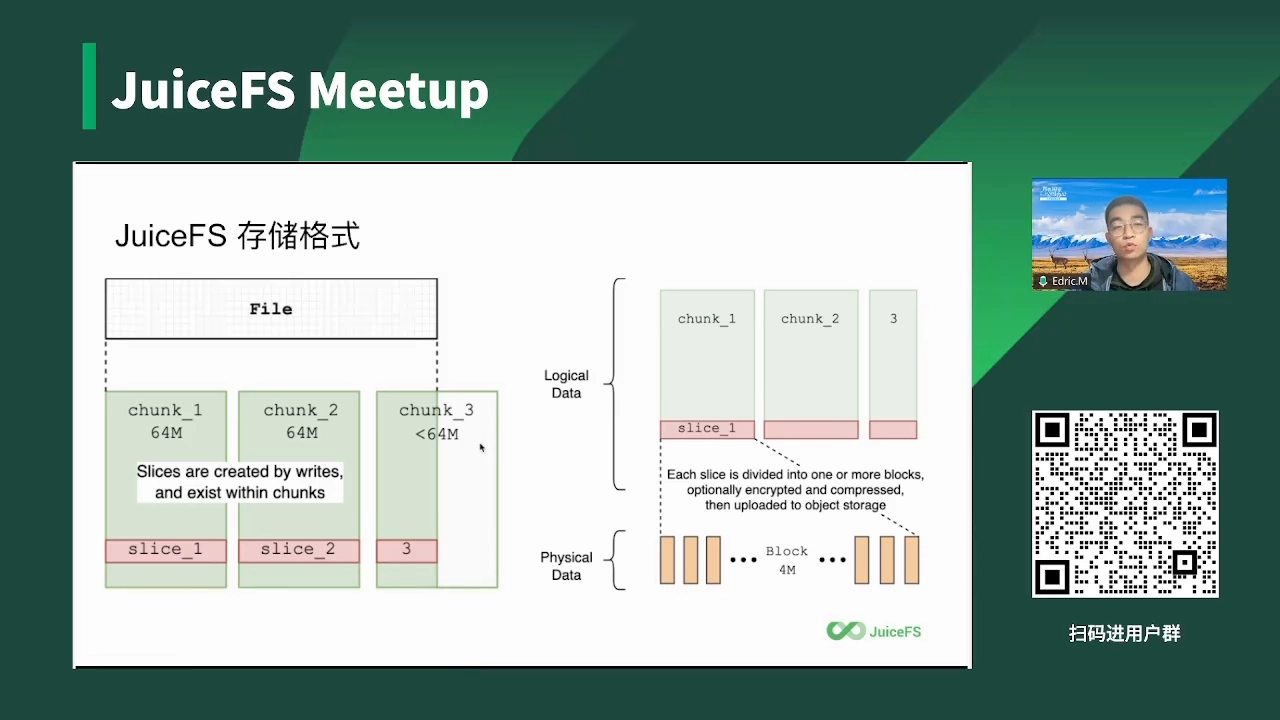 JuiceFS Meetup
JuiceFS 存储格式
File
chunk_1
64M
chunk_2
64M
chunk_3
<64M
Slices are created by writes,
and exist within chunks
slice_1
slice_2
3
Logical
Data
chunk_1
chunk_2
3
slice_1
Each slice is divided into one or more blocks,
optionally encrypted and compressed,
then uploaded to object storage
Physical
Data
Block
4M
JuiceFS
Edric.M
扫码进用户群